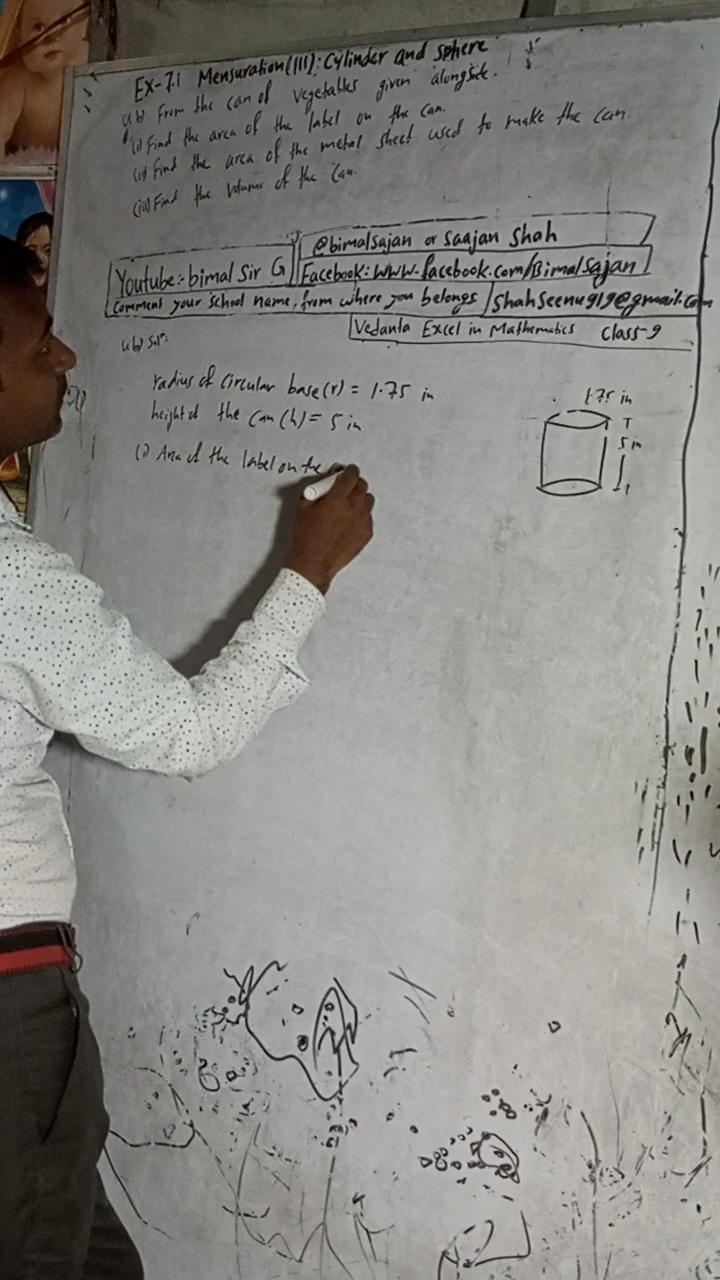 Ex-7.1 Mensuration(III): Cylinder and Sphere
4.b) From the can of vegetables given alongside.
(i) Find the area of the label on the can.
(ii) Find the area of the metal sheet used to make the can.
(iii) Find the volume of the can.
@bimalsajan or Saajan Shah
Youtube:- bimal Sir G
Facebook: www.facebook.com/Bimalsajan
Comment your school name, from where you belongs
Shahseenu919@gmail.com
Vedanta Excel in Mathematics Class-9
4.b) Solⁿ.
radius of circular base(r) = 1.75 in
height of the can (h) = 5 in
(i) Area of the label on the
1.75 in
5 in